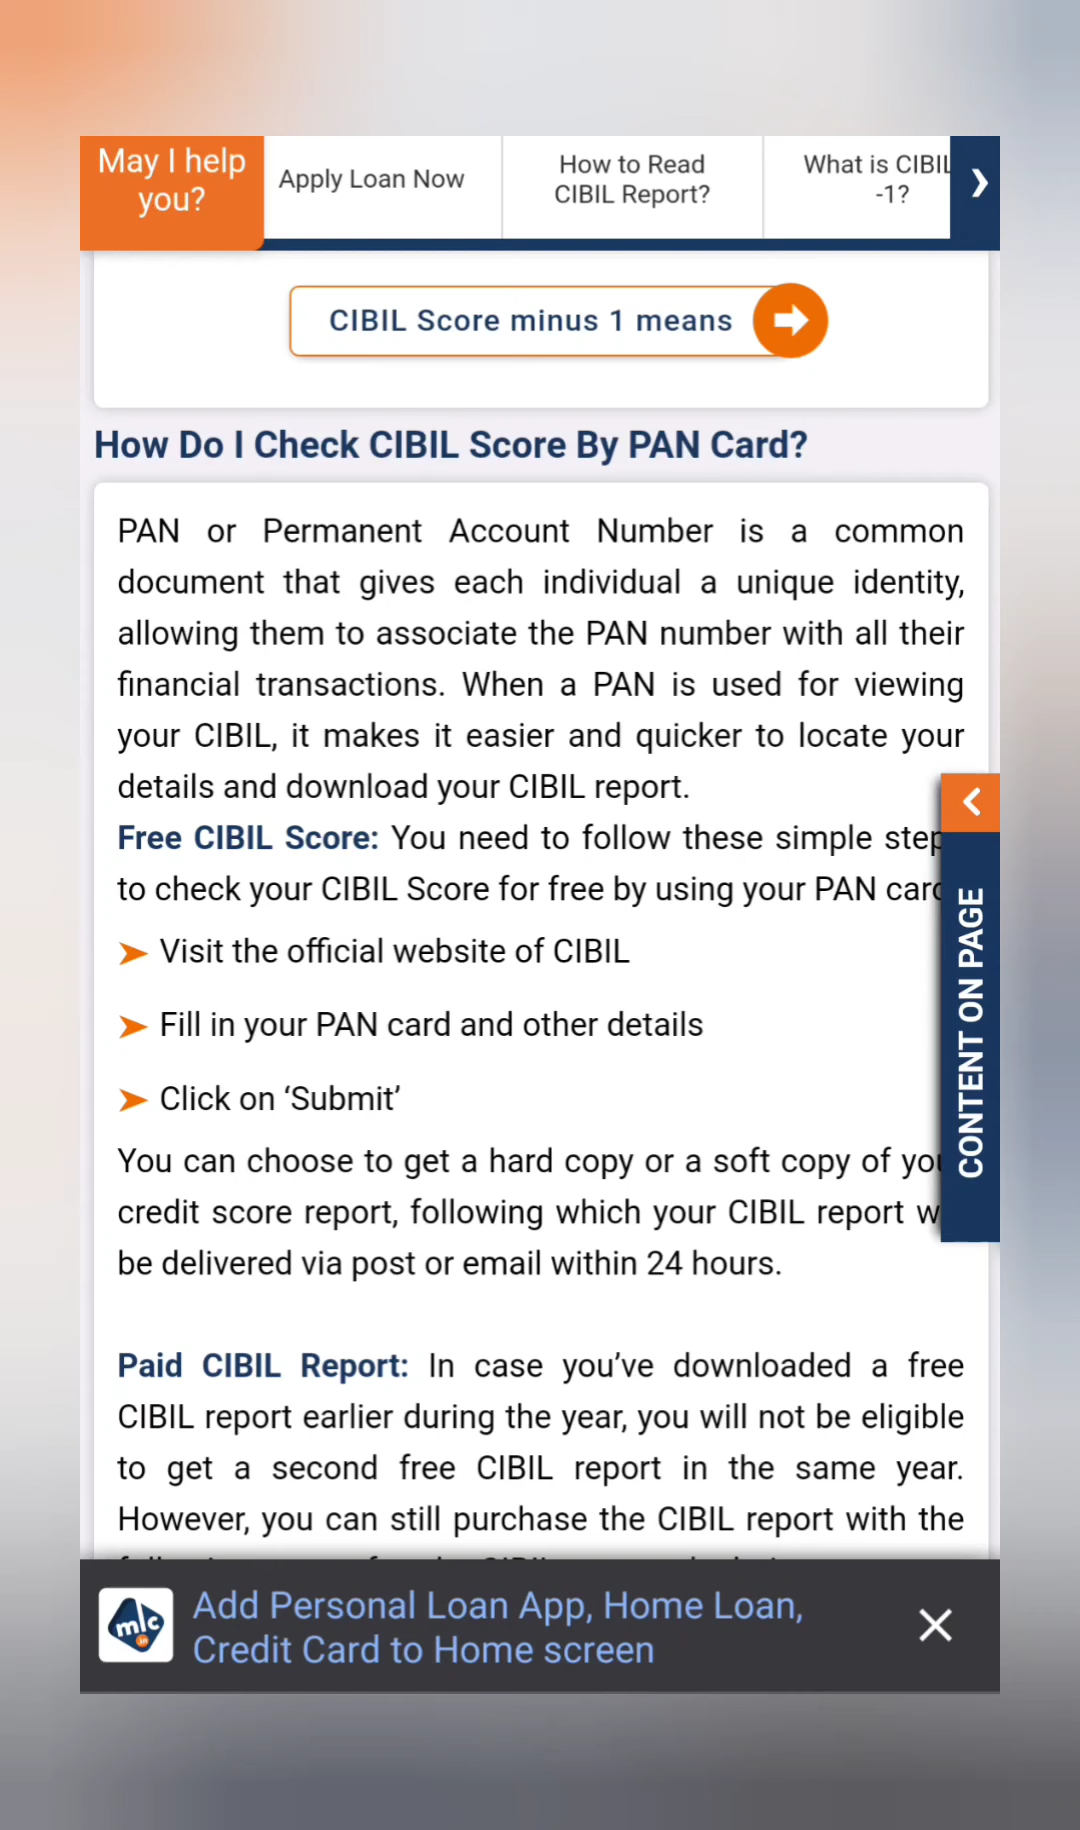 May I help
you?
Apply Loan Now
How to Read
CIBIL Report?
What is CIBIL
-1?
CIBIL Score minus 1 means
How Do I Check CIBIL Score By PAN Card?
PAN or Permanent Account Number is a common
document that gives each individual a unique identity,
allowing them to associate the PAN number with all their
financial transactions. When a PAN is used for viewing
your CIBIL, it makes it easier and quicker to locate your
details and download your CIBIL report.
Free CIBIL Score: You need to follow these simple step
to check your CIBIL Score for free by using your PAN card
Visit the official website of CIBIL
Fill in your PAN card and other details
Click on ‘Submit’
You can choose to get a hard copy or a soft copy of you
credit score report, following which your CIBIL report w
be delivered via post or email within 24 hours.
CONTENT ON PAGE
Paid CIBIL Report: In case you’ve downloaded a free
CIBIL report earlier during the year, you will not be eligible
to get a second free CIBIL report in the same year.
However, you can still purchase the CIBIL report with the
mlc
Add Personal Loan App, Home Loan,
Credit Card to Home screen